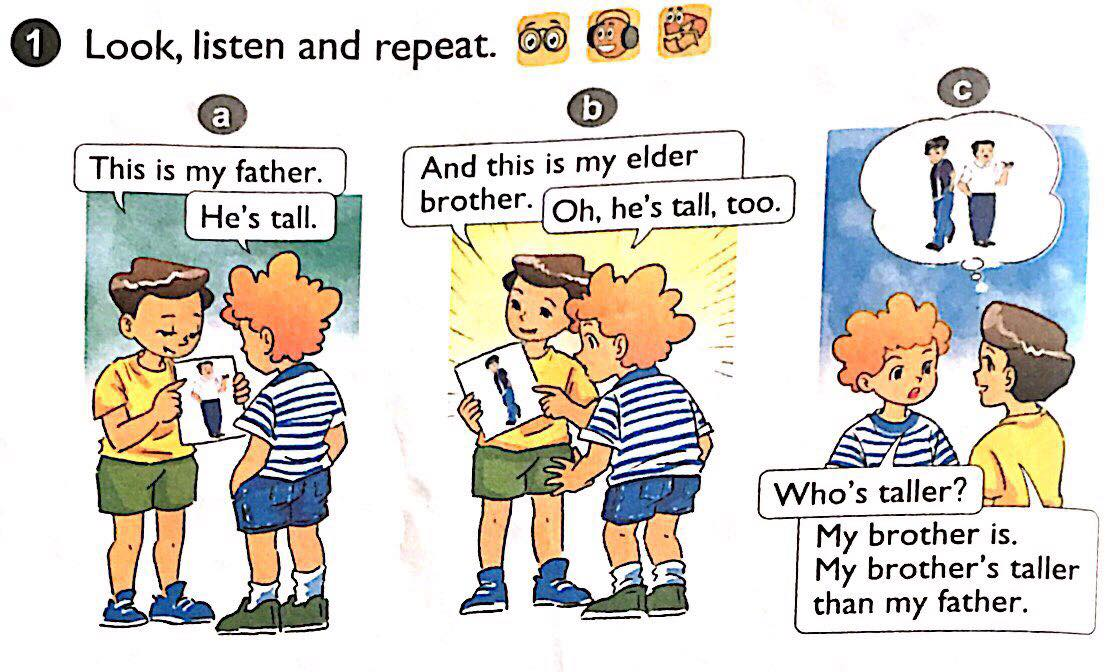 1 Look, listen and repeat.
a
This is my father.
He's tall.
b
And this is my elder
brother.
Oh, he's tall, too.
c
Who's taller?
My brother is.
My brother's taller
than my father.